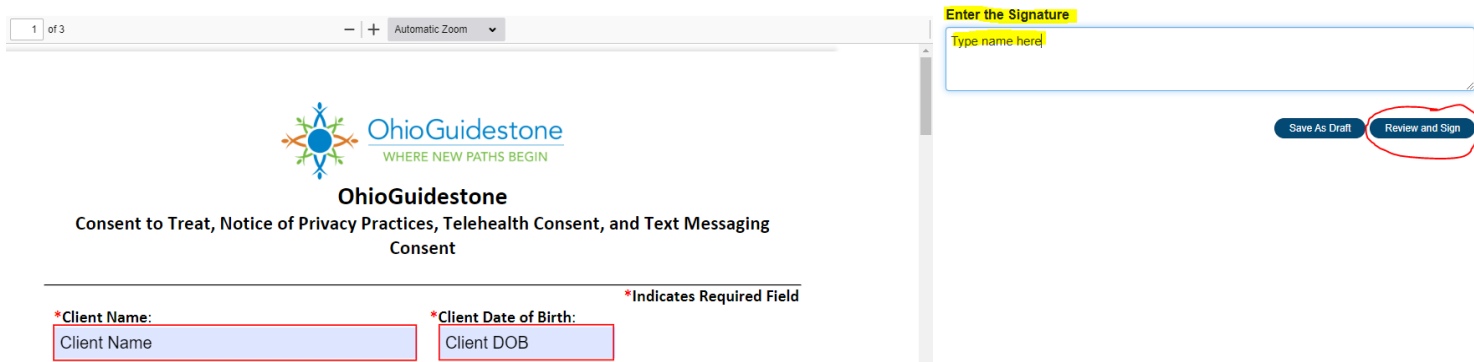 1 of 3
Automatic Zoom
Enter the Signature
Type name here
Save As Draft
Review and Sign
OhioGuidestone
WHERE NEW PATHS BEGIN
OhioGuidestone
Consent to Treat, Notice of Privacy Practices, Telehealth Consent, and Text Messaging
Consent
*Indicates Required Field
*Client Name:
*Client Date of Birth:
Client Name
Client DOB